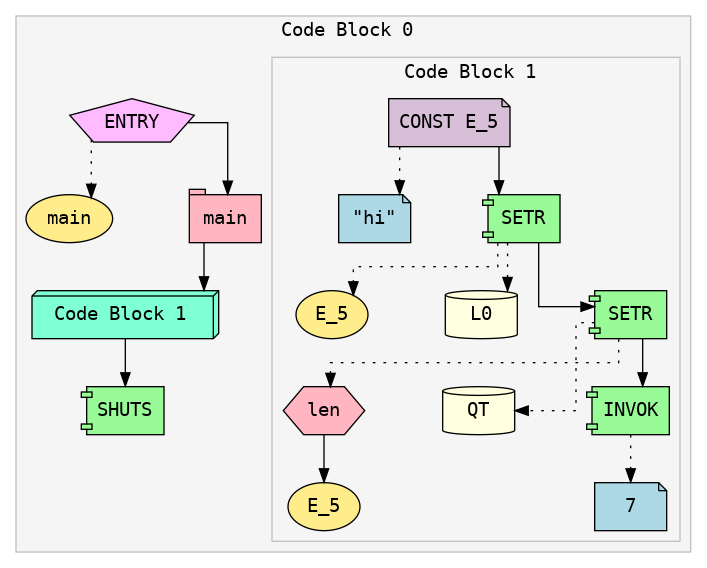 Code Block 0
Code Block 1
ENTRY
CONST E_5
main
main
"hi"
SETR
Code Block 1
E_5
L0
SETR
SHUTS
len
QT
INVOK
E_5
7